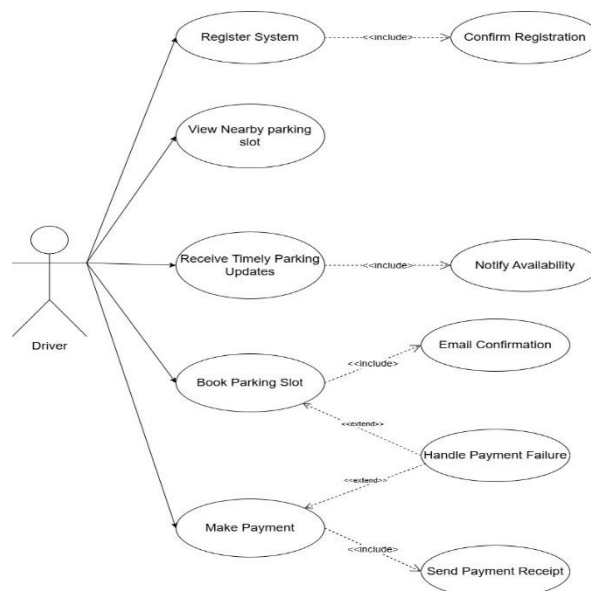 Register System
<<include>>
Confirm Registration
View Nearby parking
slot
Receive Timely Parking
Updates
<<include>>
Notify Availability
Driver
Email Confirmation
<<include>>
Book Parking Slot
<<extend>>
Handle Payment Failure
<<extend>>
Make Payment
<<include>>
Send Payment Receipt